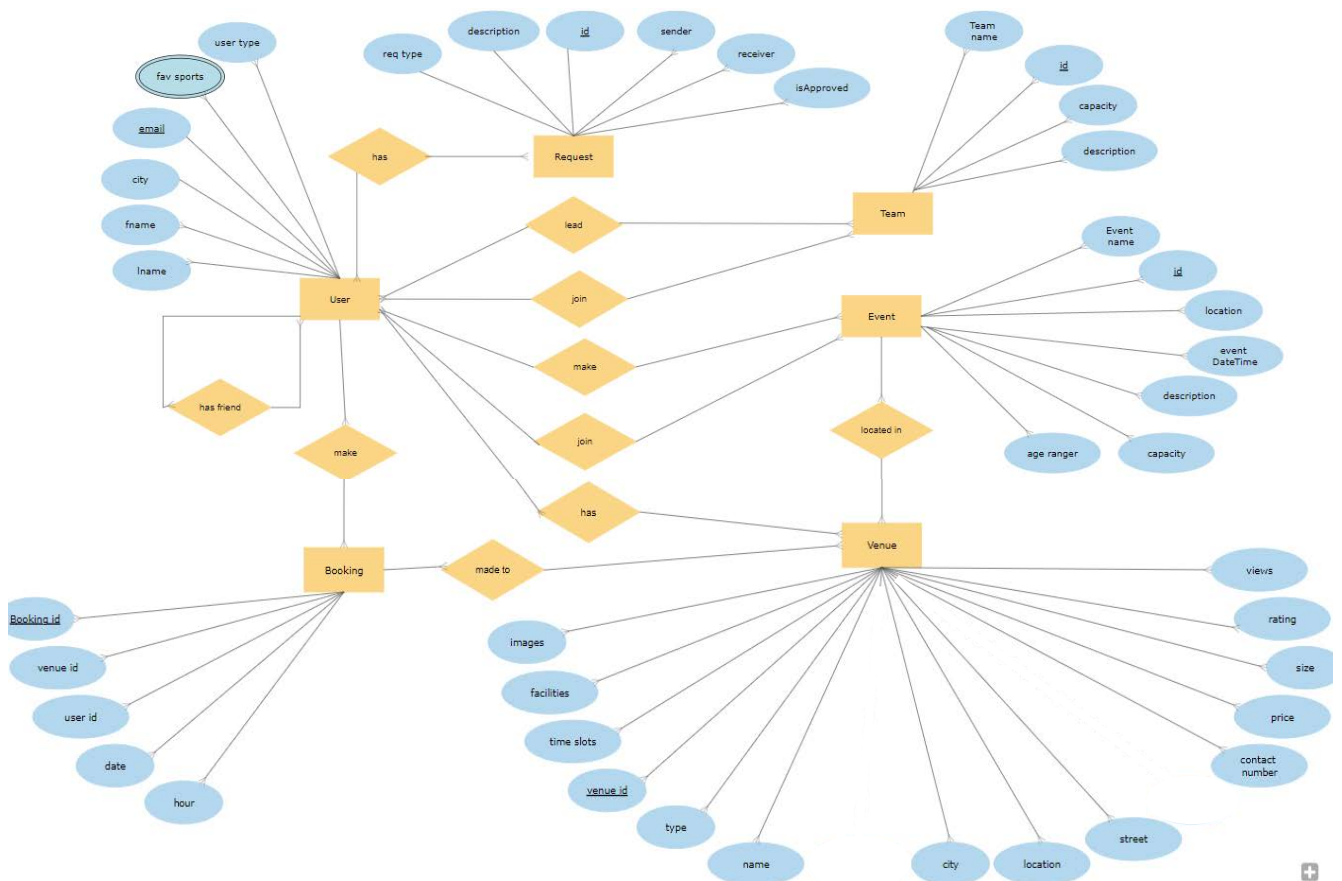 user type
fav sports
email
city
fname
lname
req type
description
id
sender
receiver
isApproved
Team
name
id
capacity
description
has
Request
lead
Team
join
User
Event
name
id
location
event
DateTime
description
capacity
age ranger
Event
make
has friend
make
join
located in
has
Venue
Booking
made to
Booking id
venue id
user id
date
hour
images
facilities
time slots
venue id
type
name
city
location
street
contact
number
price
size
rating
views